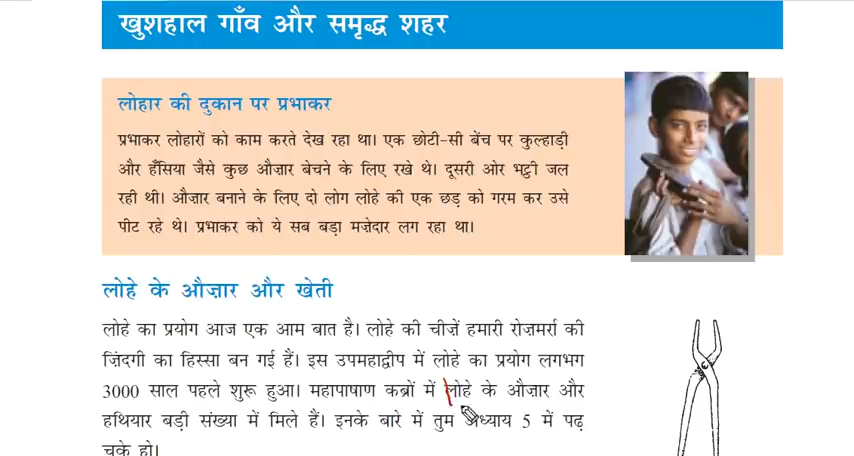 खुशहाल गाँव और समृद्ध शहर
लोहार की दुकान पर प्रभाकर
प्रभाकर लोहारों को काम करते देख रहा था। एक छोटी-सी बेंच पर कुल्हाड़ी
और हँसिया जैसे कुछ औज़ार बेचने के लिए रखे थे। दूसरी ओर भट्ठी जल
रही थी। औज़ार बनाने के लिए दो लोग लोहे की एक छड़ को गरम कर उसे
पीट रहे थे। प्रभाकर को ये सब बड़ा मज़ेदार लग रहा था।
लोहे के औज़ार और खेती
लोहे का प्रयोग आज एक आम बात है। लोहे की चीज़ें हमारी रोज़मर्रा की
ज़िंदगी का हिस्सा बन गई हैं। इस उपमहाद्वीप में लोहे का प्रयोग लगभग
3000 साल पहले शुरू हुआ। महापाषाण कब्रों में लोहे के औज़ार और
हथियार बड़ी संख्या में मिले हैं। इनके बारे में तुम अध्याय 5 में पढ़
चुके हो।